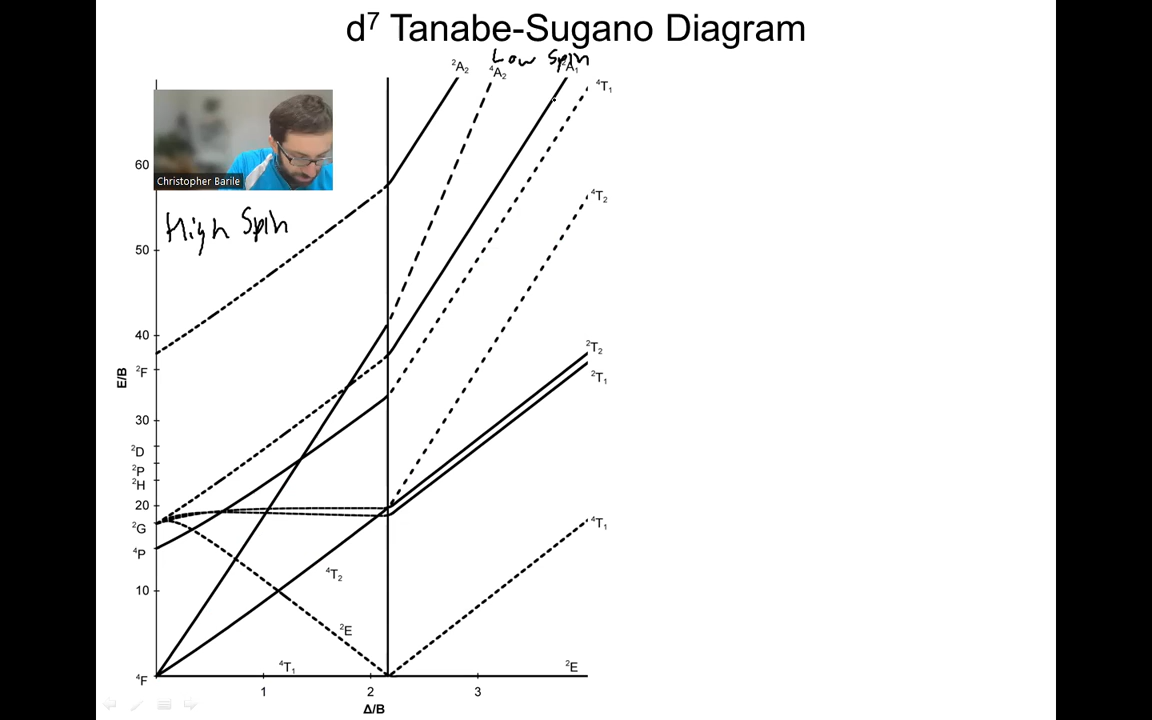 d⁷ Tanabe-Sugano Diagram
Low Spin
²A₂
⁴A₂
²A₁
⁴T₁
60
Christopher Barile
⁴T₂
High Spin
50
40
²T₂
E/B
²F
²T₁
30
²D
²P
²H
20
²G
⁴T₁
⁴P
⁴T₂
10
²E
⁴T₁
²E
⁴F
1 2 3
Δ/B